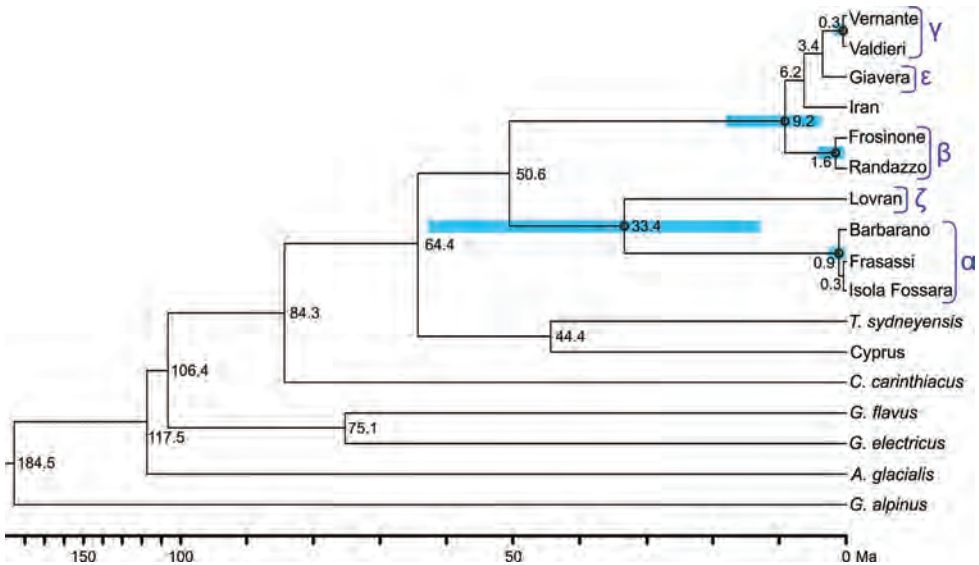 0.3 Vernante γ
Valdieri
3.4
Giavera ε
6.2
Iran
9.2
Frosinone β
1.6 Randazzo
50.6
Lovran ζ
33.4
Barbarano α
64.4
0.9 Frasassi
0.3 Isola Fossara
84.3
T. sydneyensis
44.4
Cyprus
106.4
C. carinthiacus
G. flavus
75.1
117.5
G. electricus
184.5
A. glacialis
G. alpinus
150 100 50 0 Ma